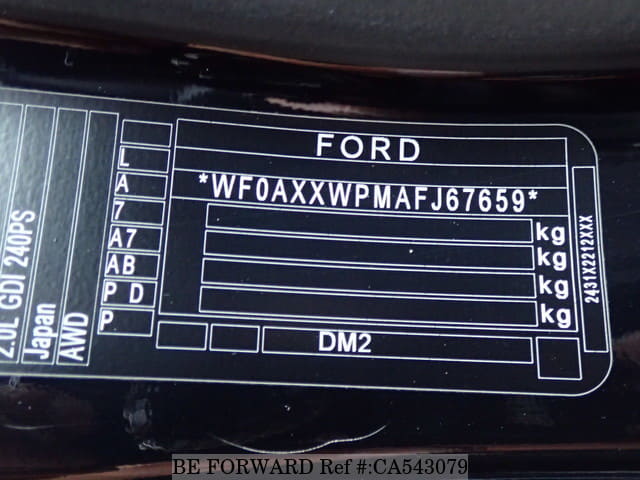 FORD
*WF0AXXWPMAFJ67659*
kg
kg
kg
kg
DM2
L
A
7
A7
AB
P D
P
2.0L GDI 240PS
Japan
AWD
2431X2212XXX
BE FORWARD Ref #:CA543079